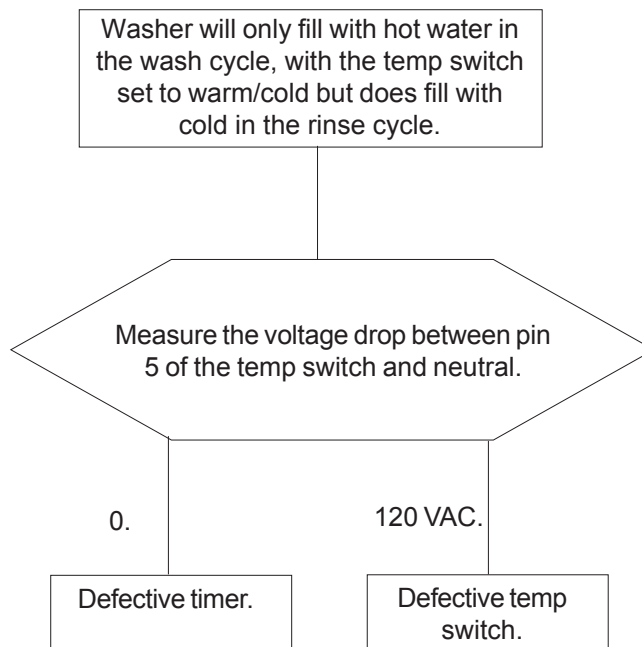 Washer will only fill with hot water in
the wash cycle, with the temp switch
set to warm/cold but does fill with
cold in the rinse cycle.
Measure the voltage drop between pin
5 of the temp switch and neutral.
0.
120 VAC.
Defective timer.
Defective temp
switch.